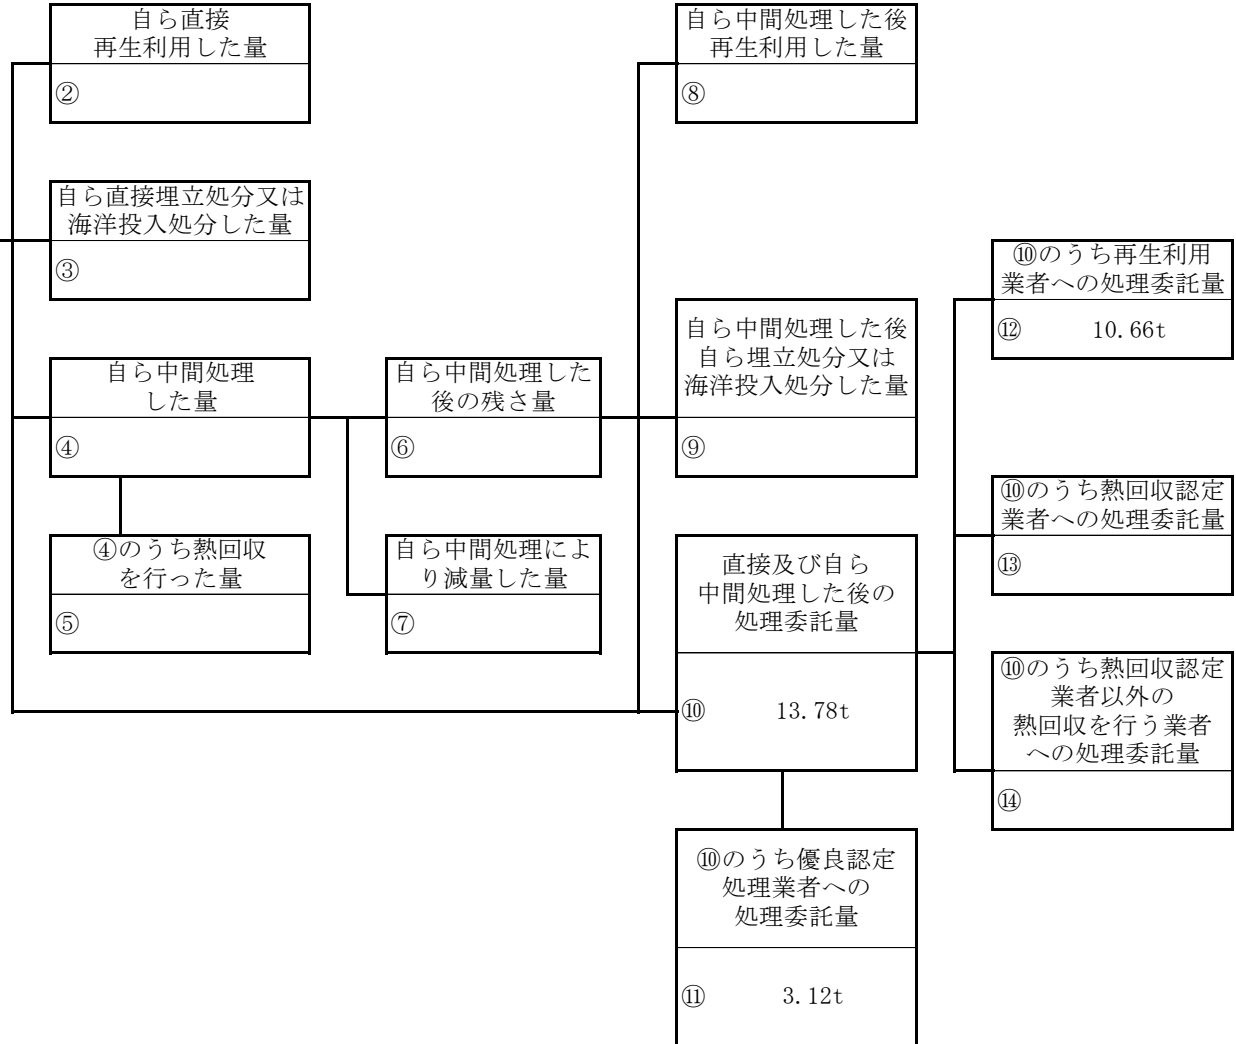 自ら直接
再生利用した量
②
自ら直接埋立処分又は
海洋投入処分した量
③
自ら中間処理
した量
④
④のうち熱回収
を行った量
⑤
自ら中間処理した
後の残さ量
⑥
自ら中間処理によ
り減量した量
⑦
自ら中間処理した後
再生利用した量
⑧
自ら中間処理した後
自ら埋立処分又は
海洋投入処分した量
⑨
直接及び自ら
中間処理した後の
処理委託量
⑩ 13.78t
⑩のうち優良認定
処理業者への
処理委託量
⑪ 3.12t
⑩のうち再生利用
業者への処理委託量
⑫ 10.66t
⑩のうち熱回収認定
業者への処理委託量
⑬
⑩のうち熱回収認定
業者以外の
熱回収を行う業者
への処理委託量
⑭